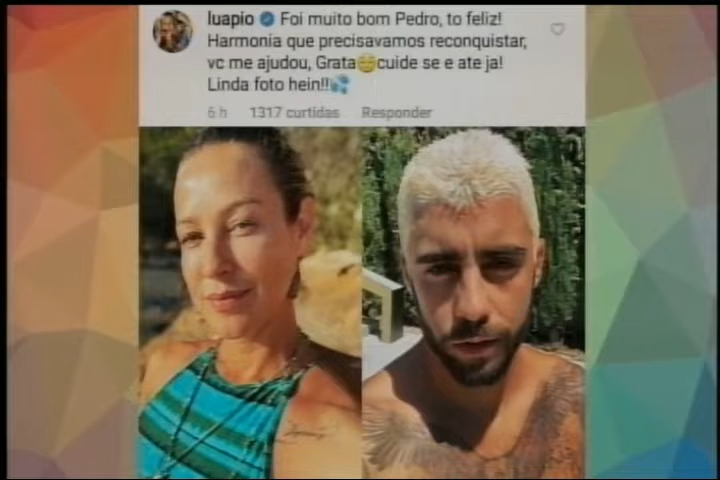 luapio Foi muito bom Pedro, to feliz!
Harmonia que precisavamos reconquistar,
vc me ajudou, Grata😊cuide se e ate ja!
Linda foto hein!!💦
6 h 1317 curtidas Responder